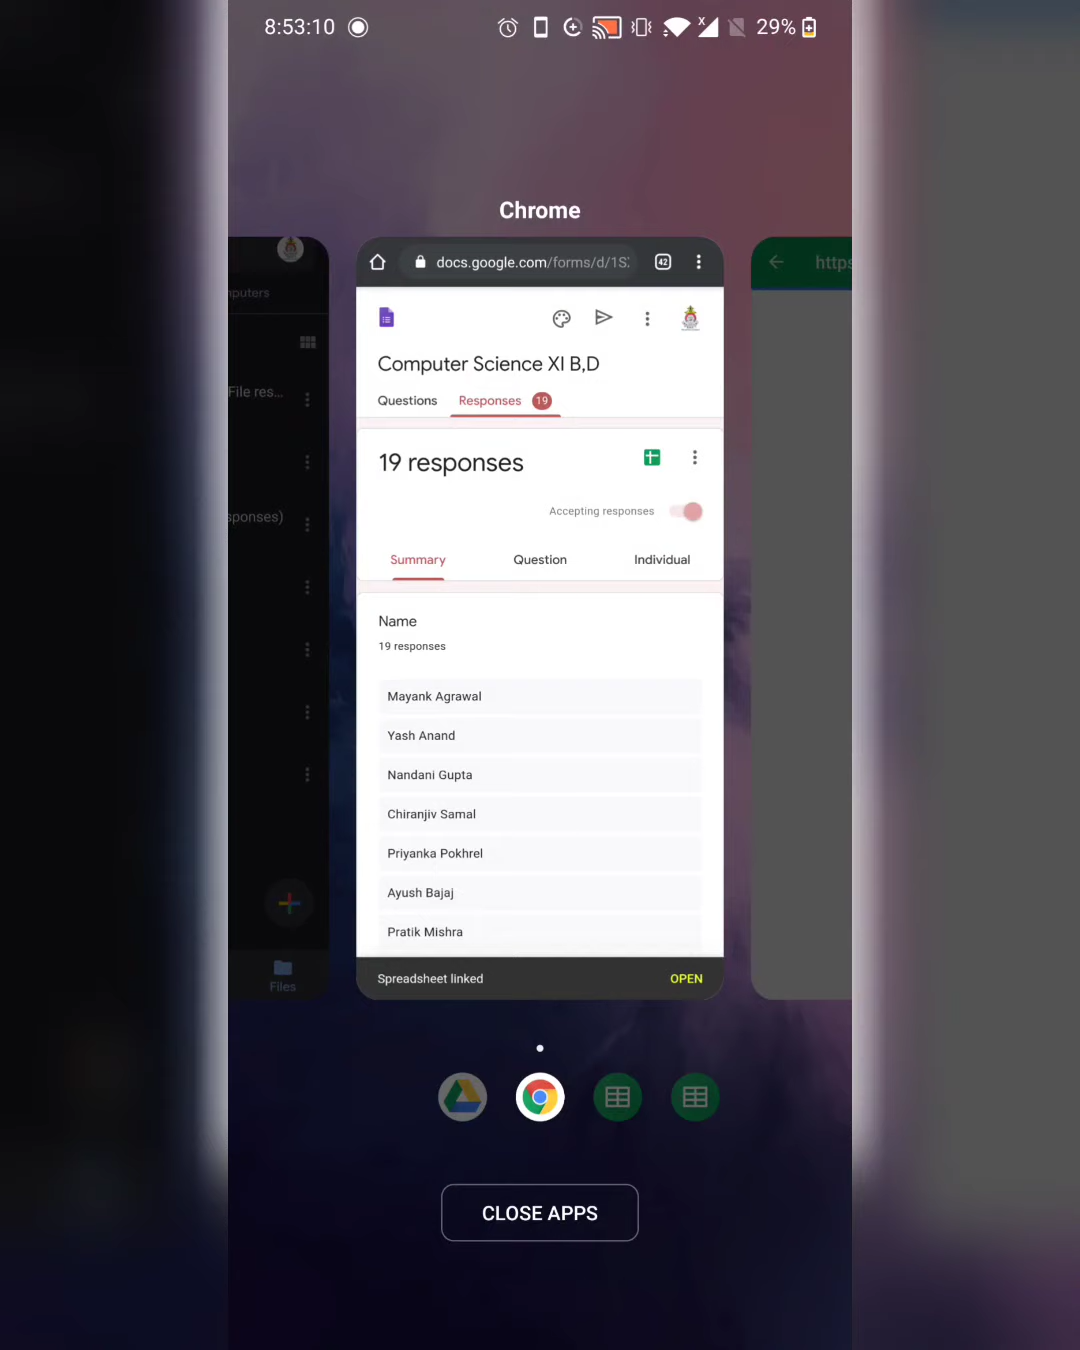 8:53:10
x
29%
Chrome
docs.google.com/forms/d/1S
42
https
Computer Science XI B,D
Questions
Responses
19
File res...
19 responses
sponses)
Accepting responses
Summary
Question
Individual
Name
19 responses
Mayank Agrawal
Yash Anand
Nandani Gupta
Chiranjiv Samal
Priyanka Pokhrel
Ayush Bajaj
Pratik Mishra
Spreadsheet linked
OPEN
Files
CLOSE APPS